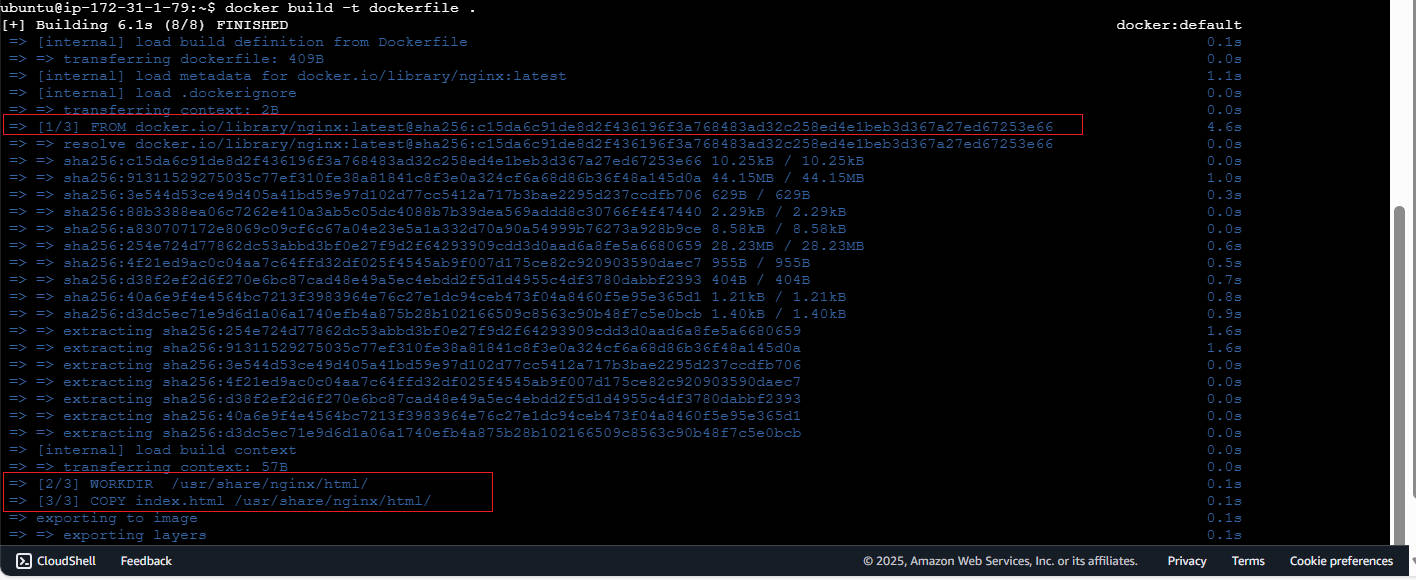 ubuntu@ip-172-31-1-79:~$ docker build -t dockerfile .
[+] Building 6.1s (8/8) FINISHED docker:default
=> [internal] load build definition from Dockerfile 0.1s
=> => transferring dockerfile: 409B 0.0s
=> [internal] load metadata for docker.io/library/nginx:latest 1.1s
=> [internal] load .dockerignore 0.0s
=> => transferring context: 2B 0.0s
=> [1/3] FROM docker.io/library/nginx:latest@sha256:c15da6c91de8d2f436196f3a768483ad32c258ed4e1beb3d367a27ed67253e66 4.6s
=> => resolve docker.io/library/nginx:latest@sha256:c15da6c91de8d2f436196f3a768483ad32c258ed4e1beb3d367a27ed67253e66 0.0s
=> => sha256:c15da6c91de8d2f436196f3a768483ad32c258ed4e1beb3d367a27ed67253e66 10.25kB / 10.25kB 0.0s
=> => sha256:91311529275035c77ef310fe38a81841c8f3e0a324cf6a68d86b36f48a145d0a 44.15MB / 44.15MB 1.0s
=> => sha256:3e544d53ce49d405a41bd59e97d102d77cc5412a717b3bae2295d237ccdfb706 629B / 629B 0.3s
=> => sha256:88b3388ea06c7262e410a3ab5c05dc4088b7b39dea569addd8c30766f4f47440 2.29kB / 2.29kB 0.0s
=> => sha256:a830707172e8069c09cf6c67a04e23e5a1a332d70a90a54999b76273a928b9ce 8.58kB / 8.58kB 0.0s
=> => sha256:254e724d77862dc53abbd3bf0e27f9d2f64293909cdd3d0aad6a8fe5a6680659 28.23MB / 28.23MB 0.6s
=> => sha256:4f21ed9ac0c04aa7c64ffd32df025f4545ab9f007d175ce82c920903590daec7 955B / 955B 0.5s
=> => sha256:d38f2ef2d6f270e6bc87cad48e49a5ec4ebdd2f5d1d4955c4df3780dabbf2393 404B / 404B 0.7s
=> => sha256:40a6e9f4e4564bc7213f3983964e76c27e1dc94ceb473f04a8460f5e95e365d1 1.21kB / 1.21kB 0.8s
=> => sha256:d3dc5ec71e9d6d1a06a1740efb4a875b28b102166509c8563c90b48f7c5e0bcb 1.40kB / 1.40kB 0.9s
=> => extracting sha256:254e724d77862dc53abbd3bf0e27f9d2f64293909cdd3d0aad6a8fe5a6680659 1.6s
=> => extracting sha256:91311529275035c77ef310fe38a81841c8f3e0a324cf6a68d86b36f48a145d0a 1.6s
=> => extracting sha256:3e544d53ce49d405a41bd59e97d102d77cc5412a717b3bae2295d237ccdfb706 0.0s
=> => extracting sha256:4f21ed9ac0c04aa7c64ffd32df025f4545ab9f007d175ce82c920903590daec7 0.0s
=> => extracting sha256:d38f2ef2d6f270e6bc87cad48e49a5ec4ebdd2f5d1d4955c4df3780dabbf2393 0.0s
=> => extracting sha256:40a6e9f4e4564bc7213f3983964e76c27e1dc94ceb473f04a8460f5e95e365d1 0.0s
=> => extracting sha256:d3dc5ec71e9d6d1a06a1740efb4a875b28b102166509c8563c90b48f7c5e0bcb 0.0s
=> [internal] load build context 0.0s
=> => transferring context: 57B 0.0s
=> [2/3] WORKDIR /usr/share/nginx/html/ 0.1s
=> [3/3] COPY index.html /usr/share/nginx/html/ 0.1s
=> exporting to image 0.1s
=> => exporting layers 0.1s
CloudShell Feedback © 2025, Amazon Web Services, Inc. or its affiliates. Privacy Terms Cookie preferences